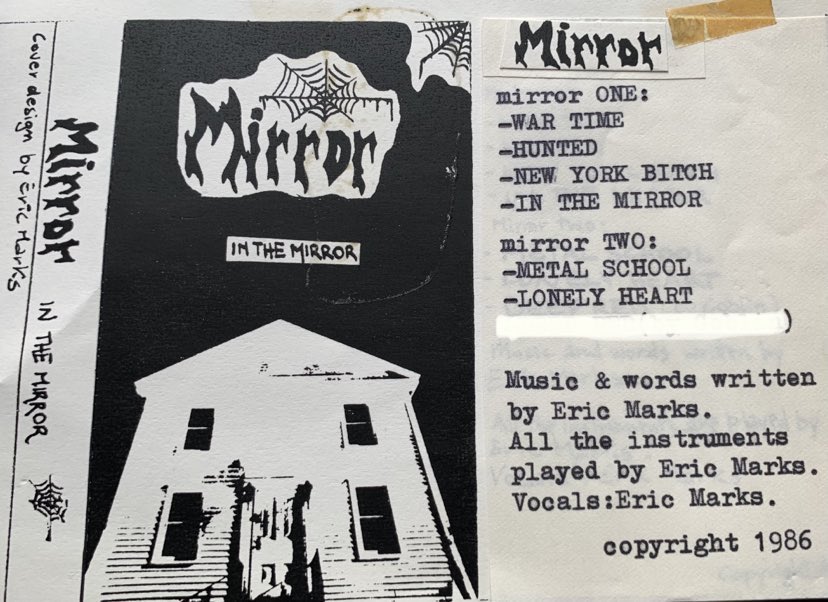 Cover design by Eric Marks
Mirror IN THE MIRROR
Mirror
IN THE MIRROR
Mirror
mirror ONE:
-WAR TIME
-HUNTED
-NEW YORK BITCH
-IN THE MIRROR
mirror TWO:
-METAL SCHOOL
-LONELY HEART
)
Music & words written
by Eric Marks.
All the instruments
played by Eric Marks.
Vocals:Eric Marks.
copyright 1986